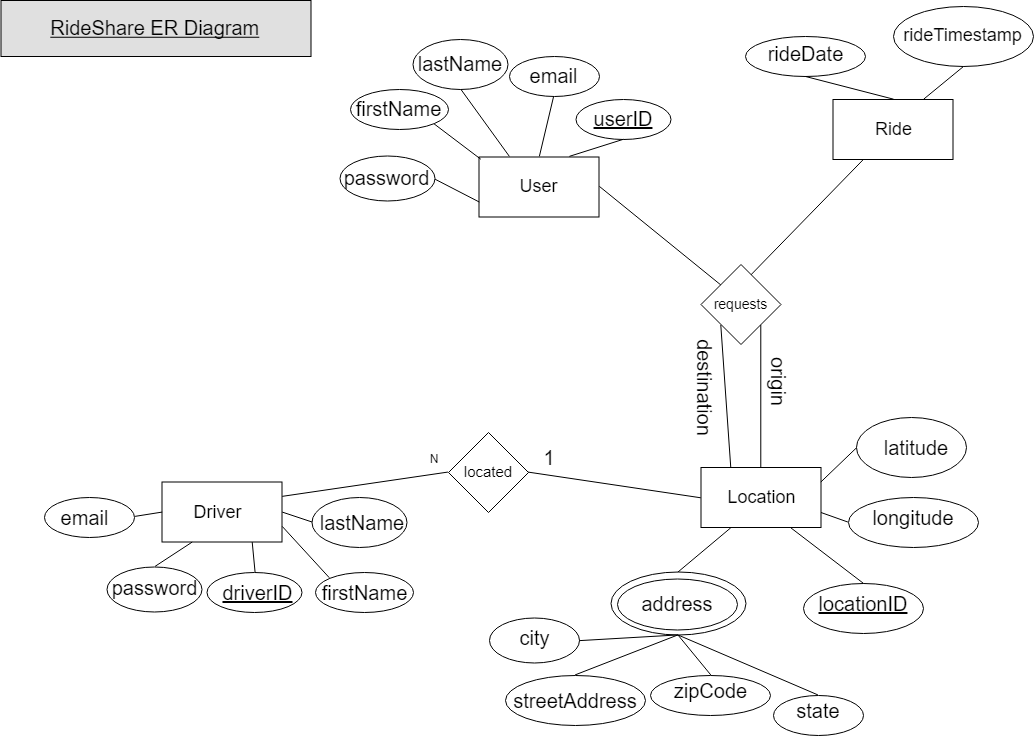 RideShare ER Diagram
rideTimestamp
rideDate
lastName
email
firstName
userID
Ride
password
User
requests
destination
origin
latitude
N
1
located
Location
Driver
email
lastName
longitude
password
driverID
firstName
address
locationID
city
streetAddress
zipCode
state